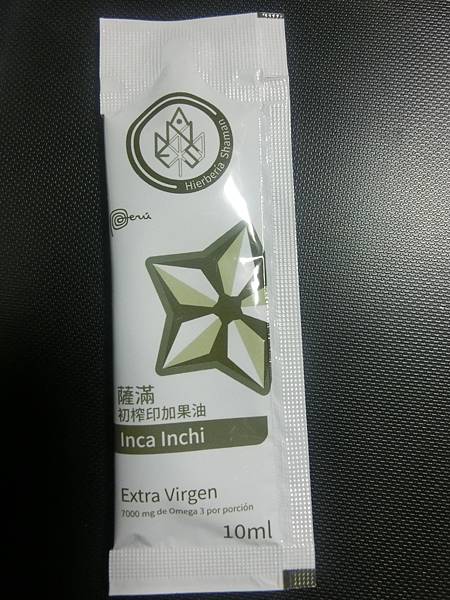 Hierbería Shaman
Perú
薩滿
初榨印加果油
Inca Inchi
Extra Virgen
7000 mg de Omega 3 por porción
10ml